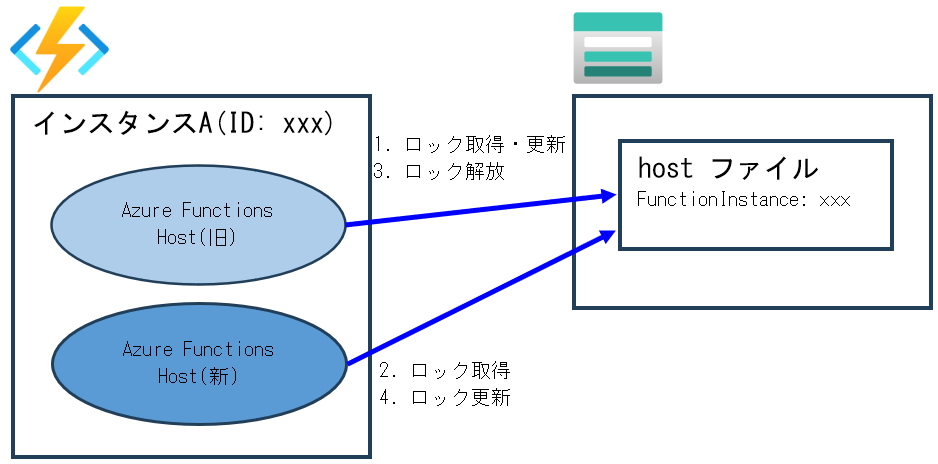 インスタンスA(ID: xxx)
Azure Functions
Host(旧)
Azure Functions
Host(新)
1. ロック取得・更新
3. ロック解放
2. ロック取得
4. ロック更新
host ファイル
FunctionInstance: xxx